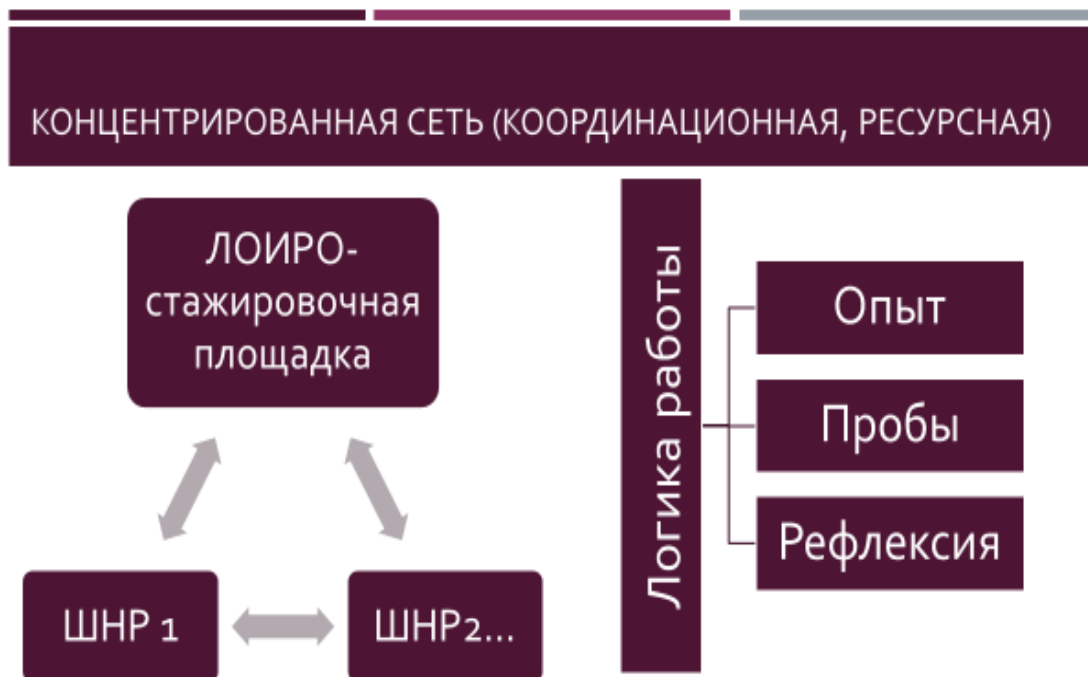 КОНЦЕНТРИРОВАННАЯ СЕТЬ (КООРДИНАЦИОННАЯ, РЕСУРСНАЯ)
ЛОИРО-
стажировочная
площадка
ШНР 1
ШНР2...
Логика работы
Опыт
Пробы
Рефлексия